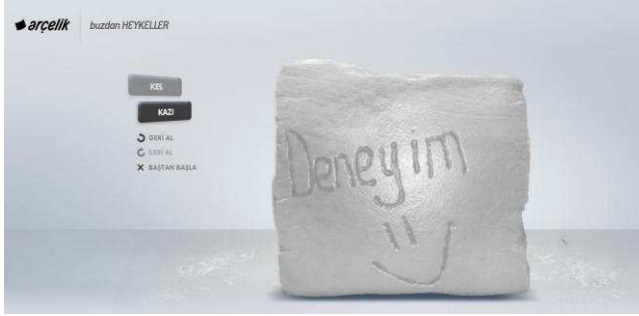 arçelik
buzdan HEYKELLER
KES
KAZI
GERİ AL
İLERİ AL
BAŞTAN BAŞLA
Deneyim